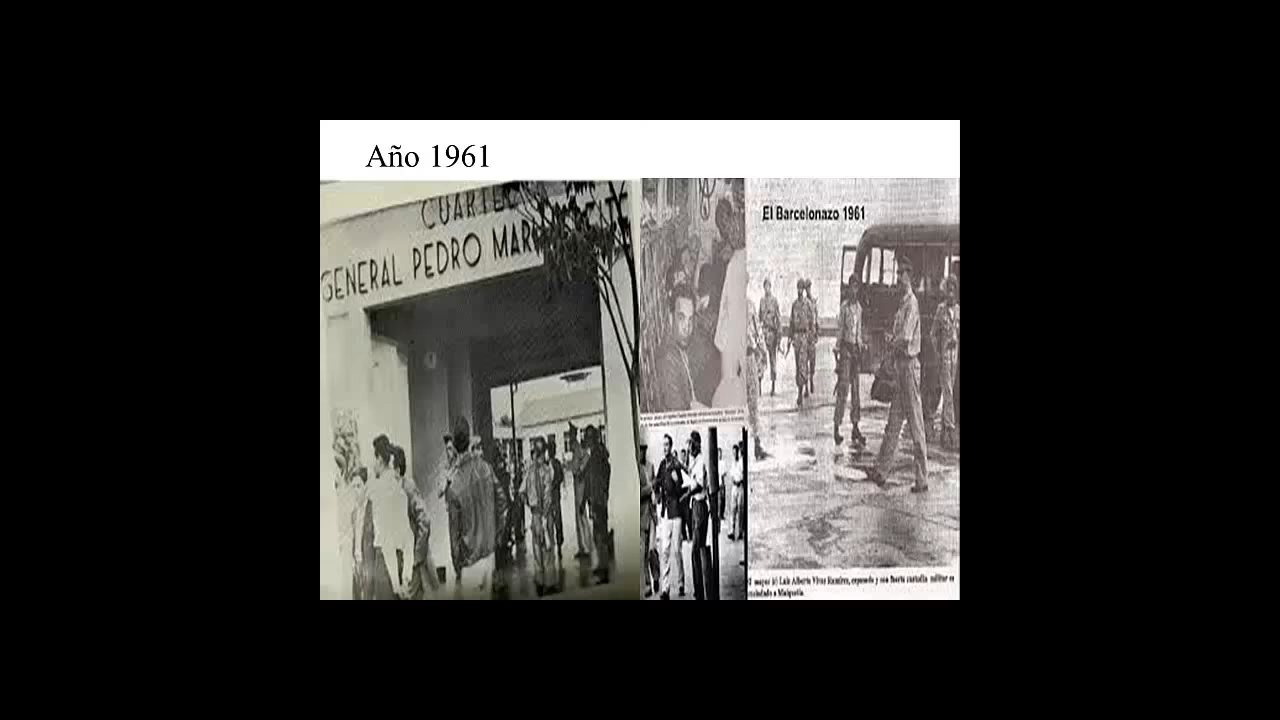 Año 1961
CUARTEL
GENERAL PEDRO MAR
El Barcelonazo 1961
mayor (r) Luis Alberto Vivas Ramírez, esposado y con fuerte custodia militar es
trasladado a Maiquetía.